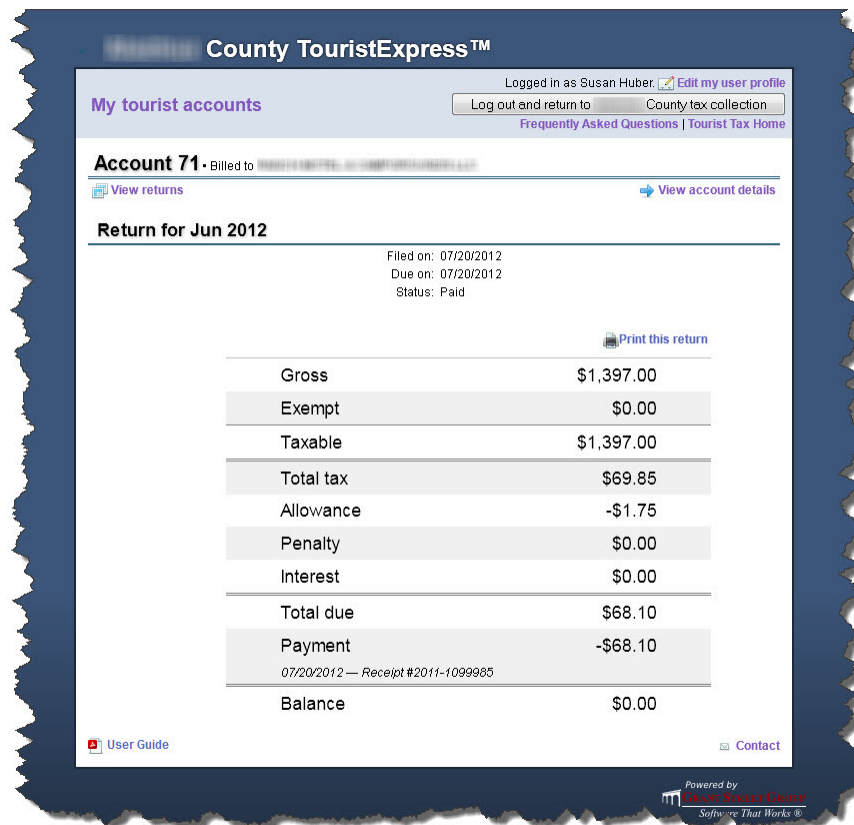 County TouristExpress™
Logged in as Susan Huber. Edit my user profile
My tourist accounts
Log out and return to County tax collection
Frequently Asked Questions | Tourist Tax Home
Account 71 • Billed to
View returns
View account details
Return for Jun 2012
Filed on: 07/20/2012
Due on: 07/20/2012
Status: Paid
Print this return
Gross $1,397.00
Exempt $0.00
Taxable $1,397.00
Total tax $69.85
Allowance -$1.75
Penalty $0.00
Interest $0.00
Total due $68.10
Payment -$68.10
07/20/2012 — Receipt #2011-1099985
Balance $0.00
User Guide
Contact
Powered by
Software That Works ®